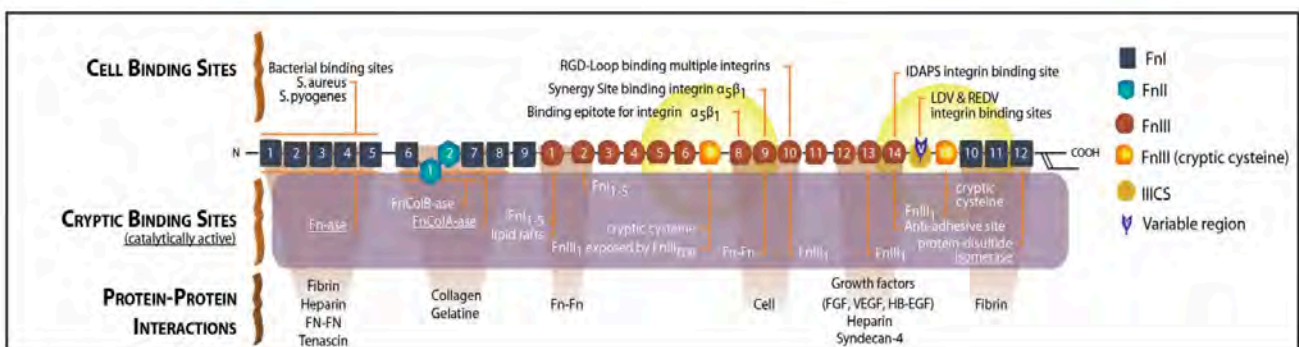 CELL BINDING SITES
Bacterial binding sites
S. aureus
S. pyogenes
RGD-Loop binding multiple integrins
Synergy Site binding integrin α5β1
Binding epitote for integrin α5β1
IDAPS integrin binding site
LDV & REDV
integrin binding sites
N 1 2 3 4 5 6 1 2 7 8 9 1 2 3 4 5 6 8 9 10 11 12 13 14 10 11 12 COOH
CRYPTIC BINDING SITES
(catalytically active)
Fn-ase
FnColB-ase
FnColA-ase
FnI1-5
lipid rafts
FnI1-5
cryptic cysteine
FnIII1 exposed by FnIII
Fn-Fn
FnIII1
FnIII1
FnIII1
Anti-adhesive site
cryptic
cysteine
protein-disulfide
isomerase
PROTEIN-PROTEIN
INTERACTIONS
Fibrin
Heparin
FN-FN
Tenascin
Collagen
Gelatine
Fn-Fn
Cell
Growth factors
(FGF, VEGF, HB-EGF)
Heparin
Syndecan-4
Fibrin
FnI
FnII
FnIII
FnIII (cryptic cysteine)
IIICS
Variable region